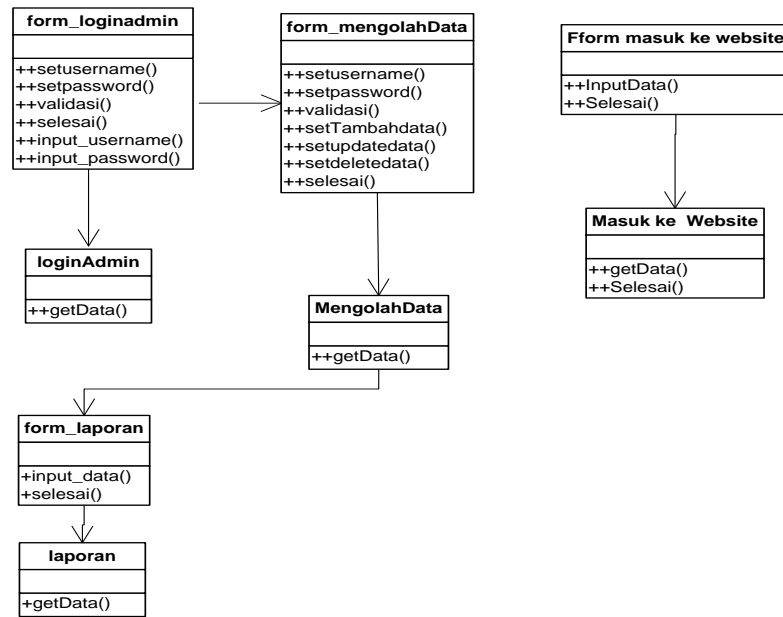 form_loginadmin
++setusername()
++setpassword()
++validasi()
++selesai()
++input_username()
++input_password()
form_mengolahData
++setusername()
++setpassword()
++validasi()
++setTambahdata()
++setupdatedata()
++setdeletedata()
++selesai()
Fform masuk ke website
++InputData()
++Selesai()
loginAdmin
++getData()
Masuk ke Website
++getData()
++Selesai()
MengolahData
++getData()
form_laporan
+input_data()
+selesai()
laporan
+getData()